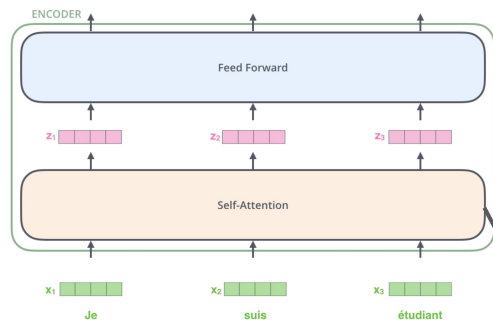 ENCODER
Feed Forward
z₁ z₂ z₃
Self-Attention
x₁ x₂ x₃
Je suis étudiant